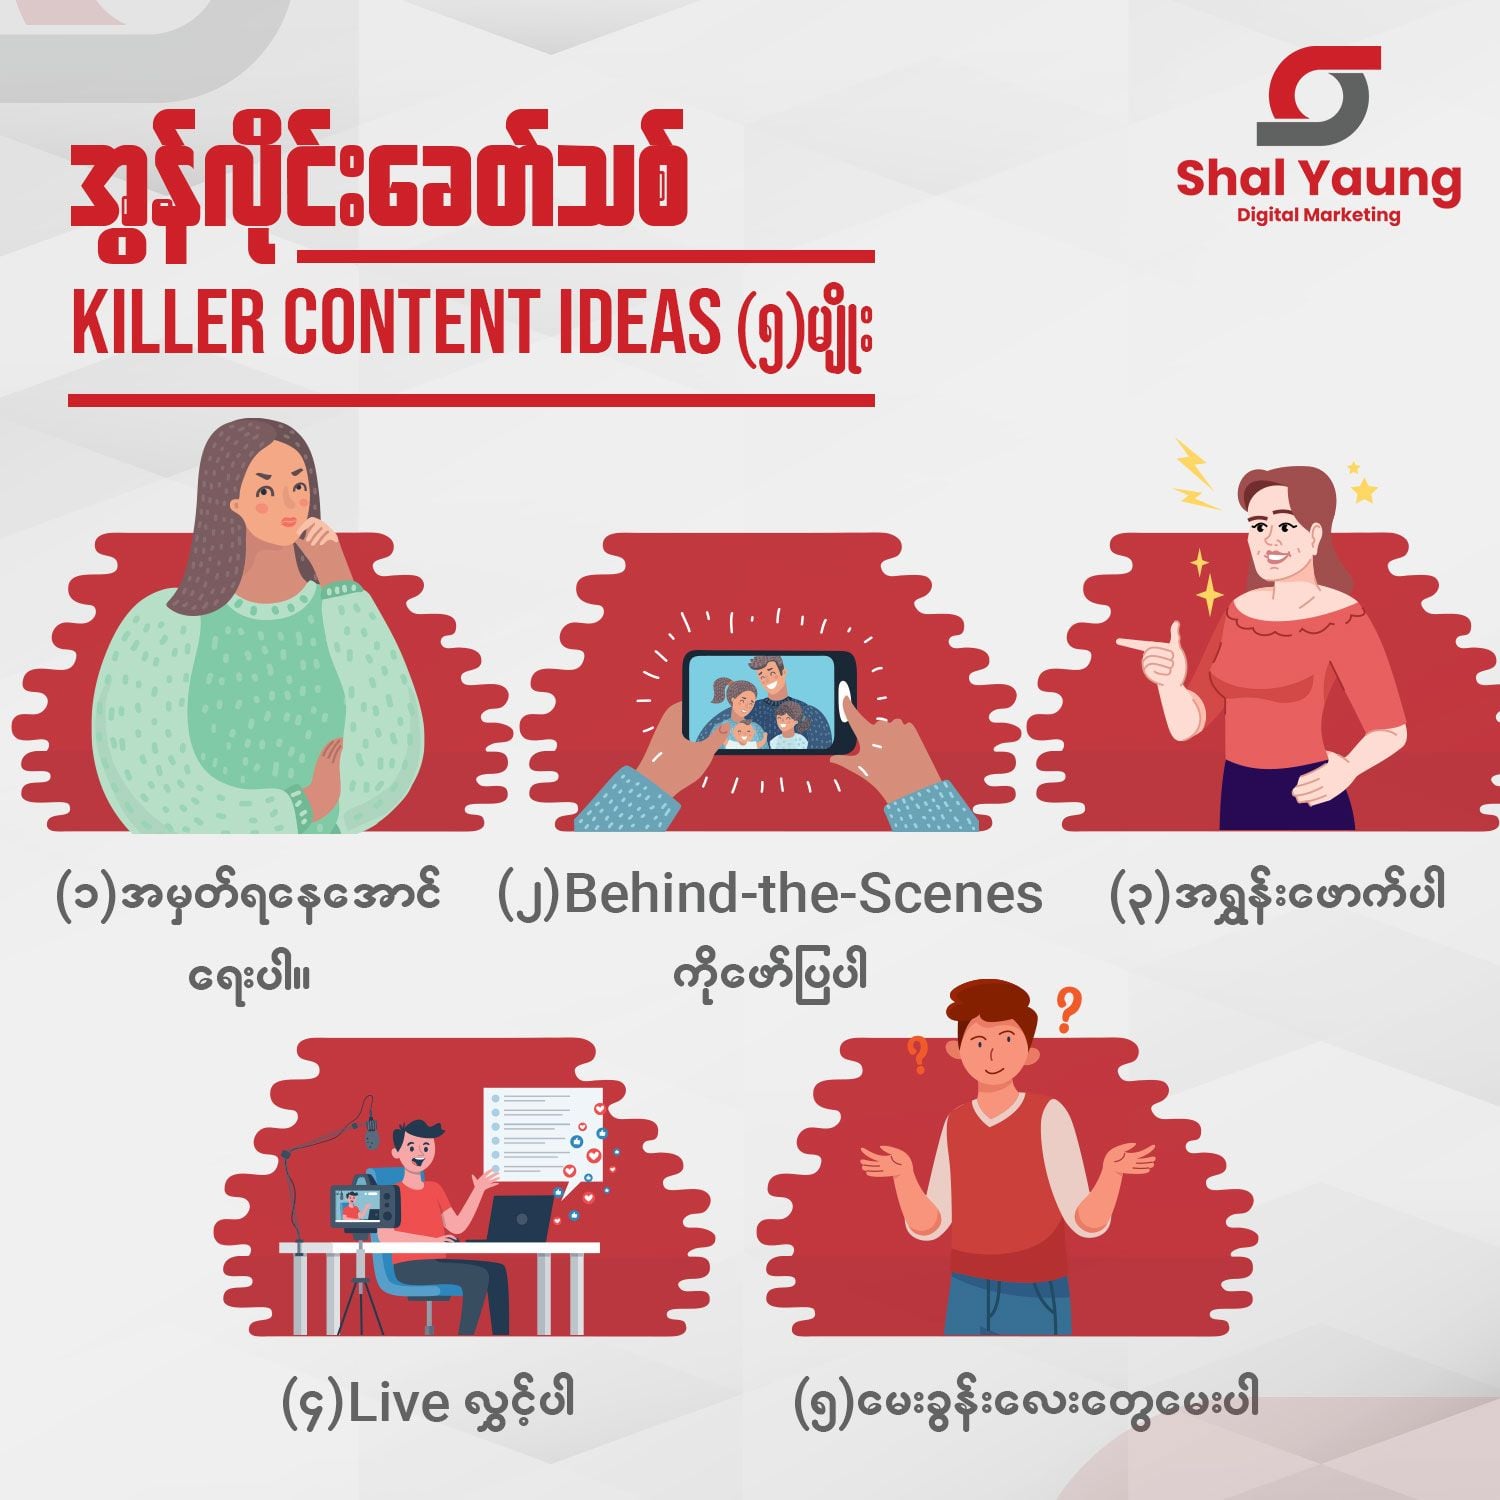 Shal Yaung
Digital Marketing
အွန်လိုင်းခေတ်သစ်
KILLER CONTENT IDEAS (၅)မျိုး
(၁)အမှတ်ရနေအောင်
ရေးပါ။
(၂)Behind-the-Scenes
ကိုဖော်ပြပါ
(၃)အရွှန်းဖောက်ပါ
(၄)Live လွှင့်ပါ
(၅)မေးခွန်းလေးတွေမေးပါ